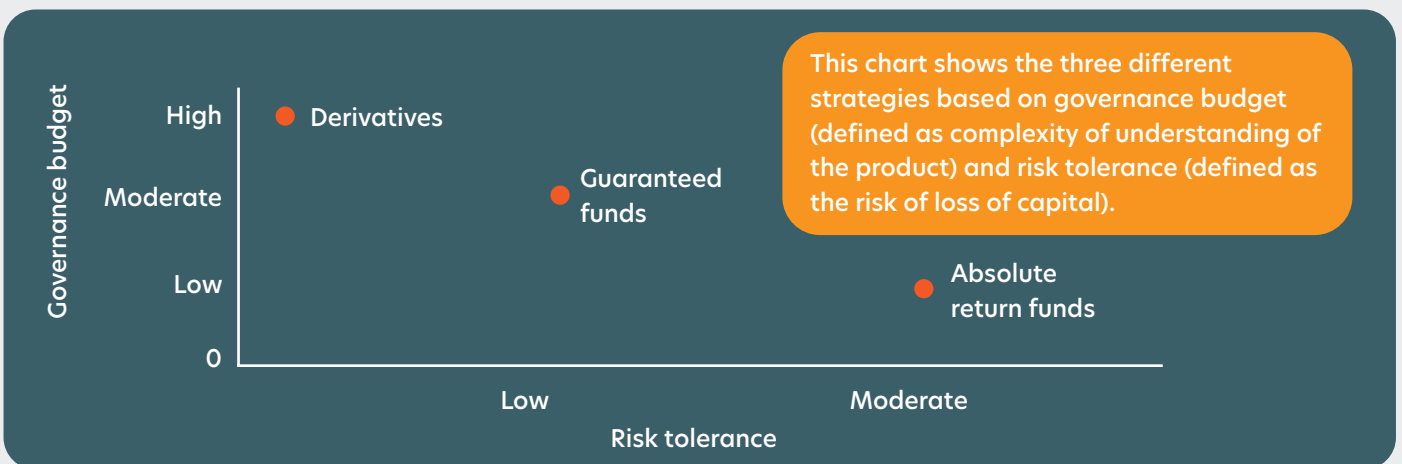 This chart shows the three different
strategies based on governance budget
(defined as complexity of understanding of
the product) and risk tolerance (defined as
the risk of loss of capital).
Governance budget
High
Moderate
Low
0
Derivatives
Guaranteed
funds
Absolute
return funds
Low
Moderate
Risk tolerance